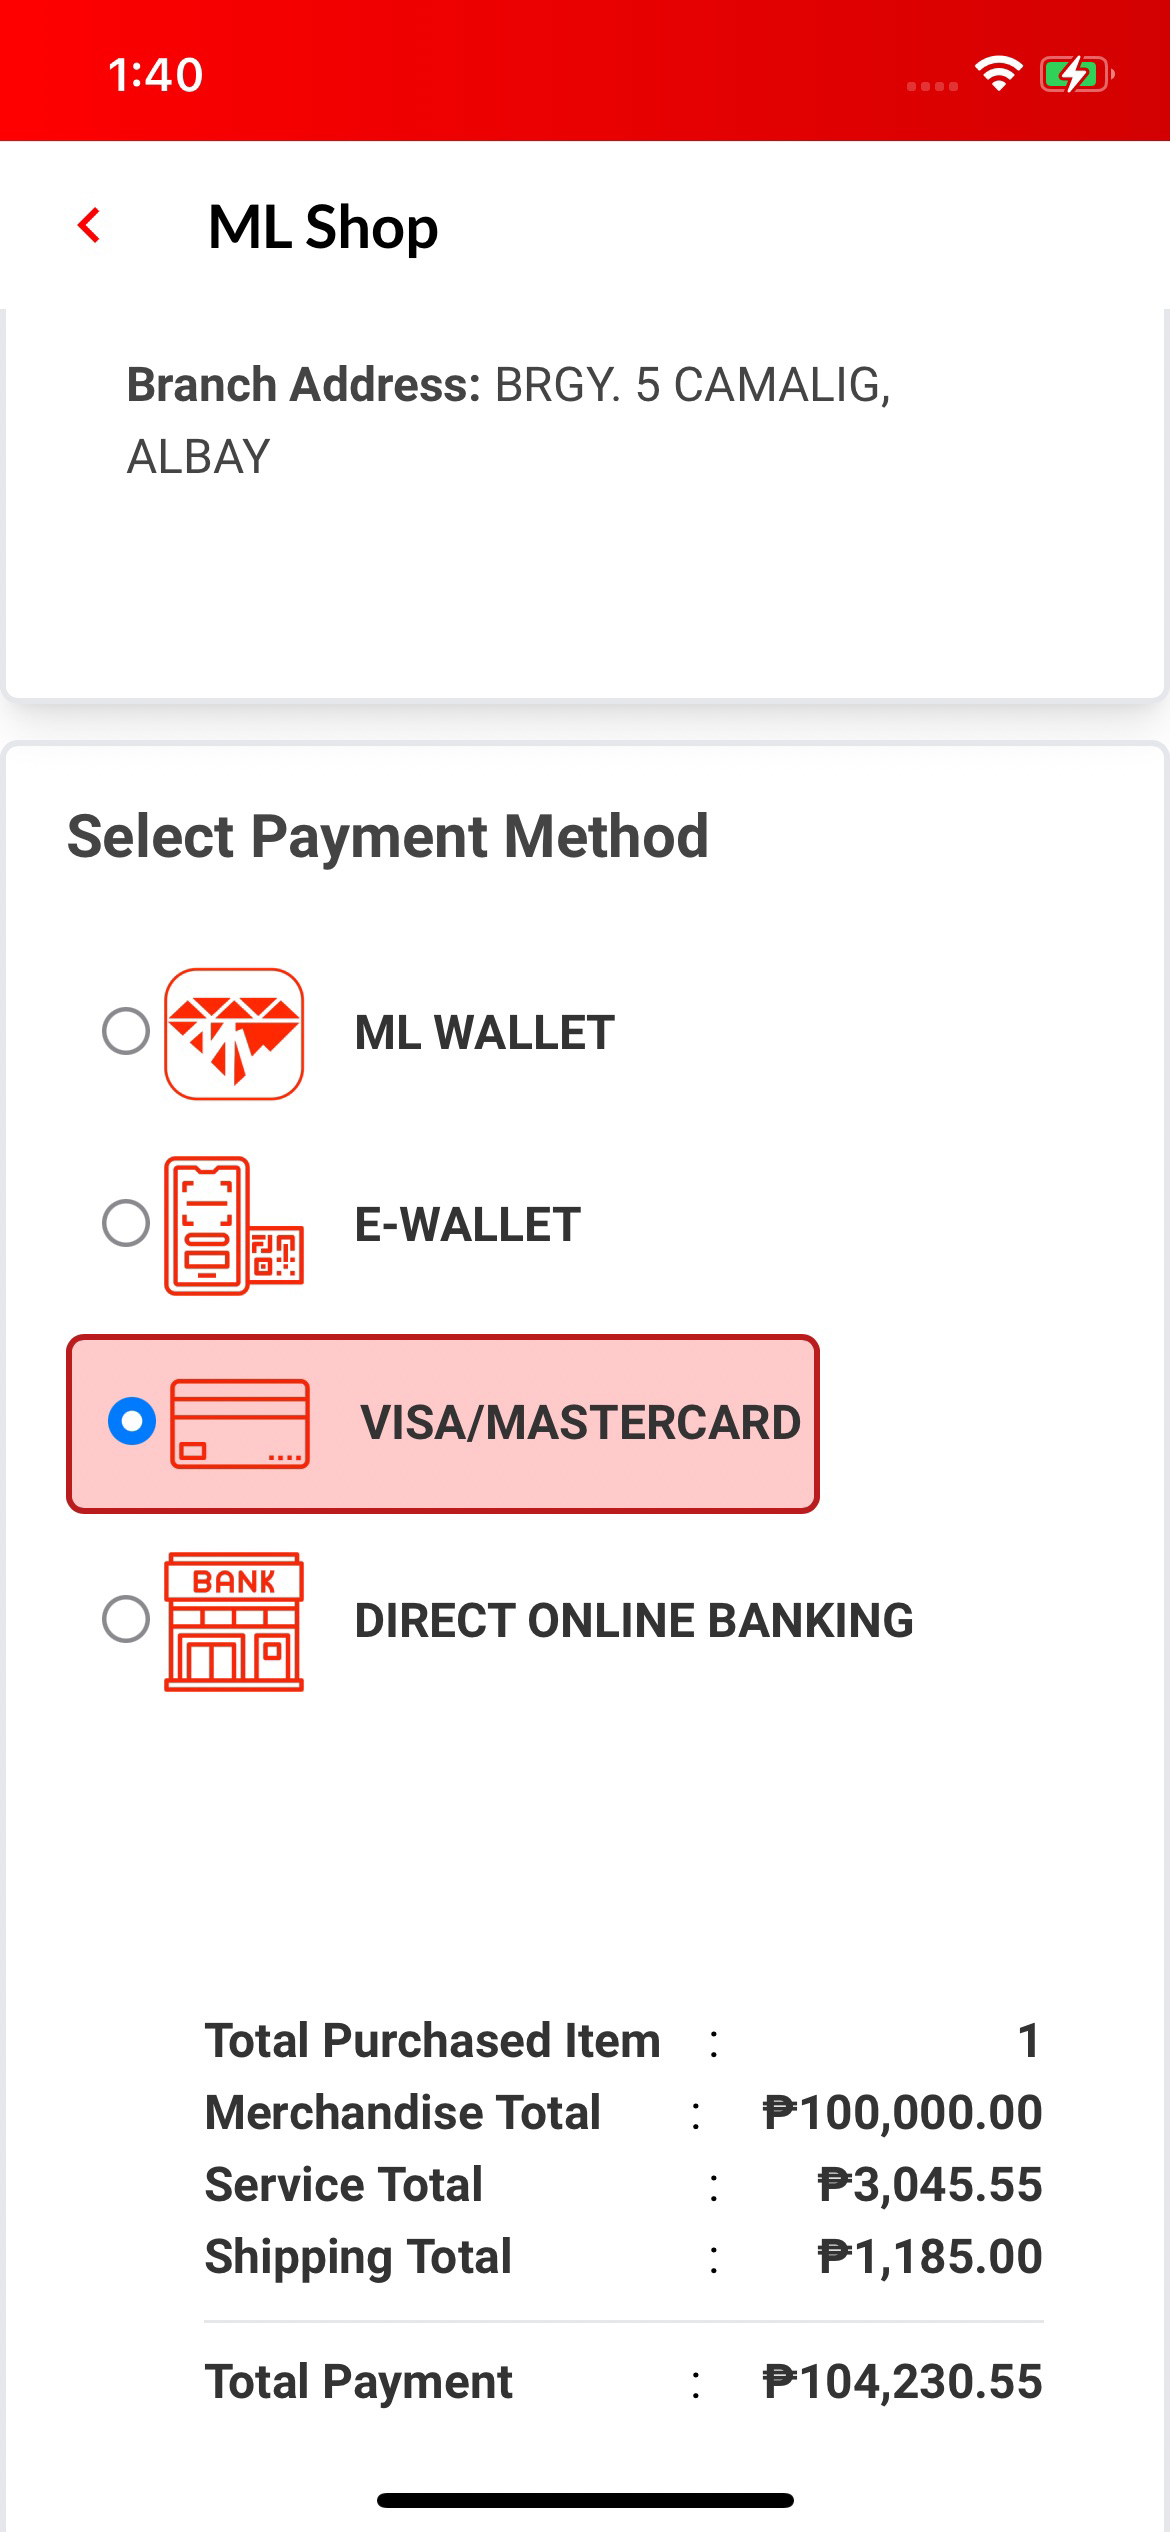 1:40
ML Shop
Branch Address: BRGY. 5 CAMALIG,
ALBAY
Select Payment Method
ML WALLET
E-WALLET
VISA/MASTERCARD
BANK
DIRECT ONLINE BANKING
Total Purchased Item : 1
Merchandise Total : ₱100,000.00
Service Total : ₱3,045.55
Shipping Total : ₱1,185.00
Total Payment : ₱104,230.55